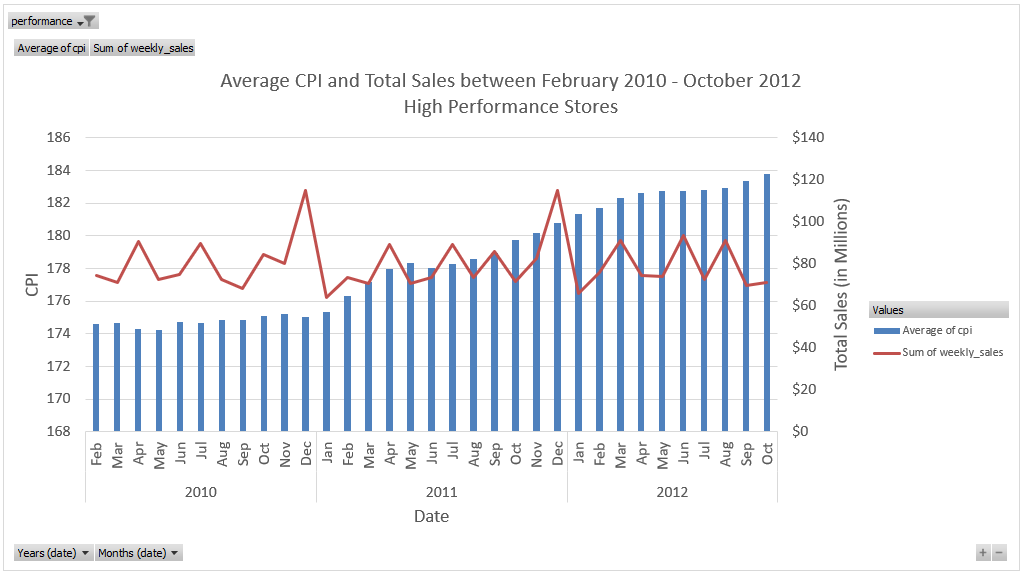 performance
Average of cpi Sum of weekly_sales
Average CPI and Total Sales between February 2010 - October 2012
High Performance Stores
CPI
186
184
182
180
178
176
174
172
170
168
$140
$120
$100
$80
$60
$40
$20
$0
Total Sales (in Millions)
Values
Average of cpi
Sum of weekly_sales
Feb Mar Apr May Jun Jul Aug Sep Oct Nov Dec Jan Feb Mar Apr May Jun Jul Aug Sep Oct Nov Dec Jan Feb Mar Apr May Jun Jul Aug Sep Oct
2010 2011 2012
Date
Years (date) Months (date)
+ −